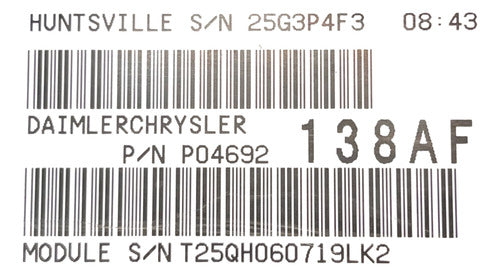 HUNTSVILLE S/N 25G3P4F3 08:43
DAIMLERCHRYSLER
P/N P04692 138AF
MODULE S/N T25QH060719LK2